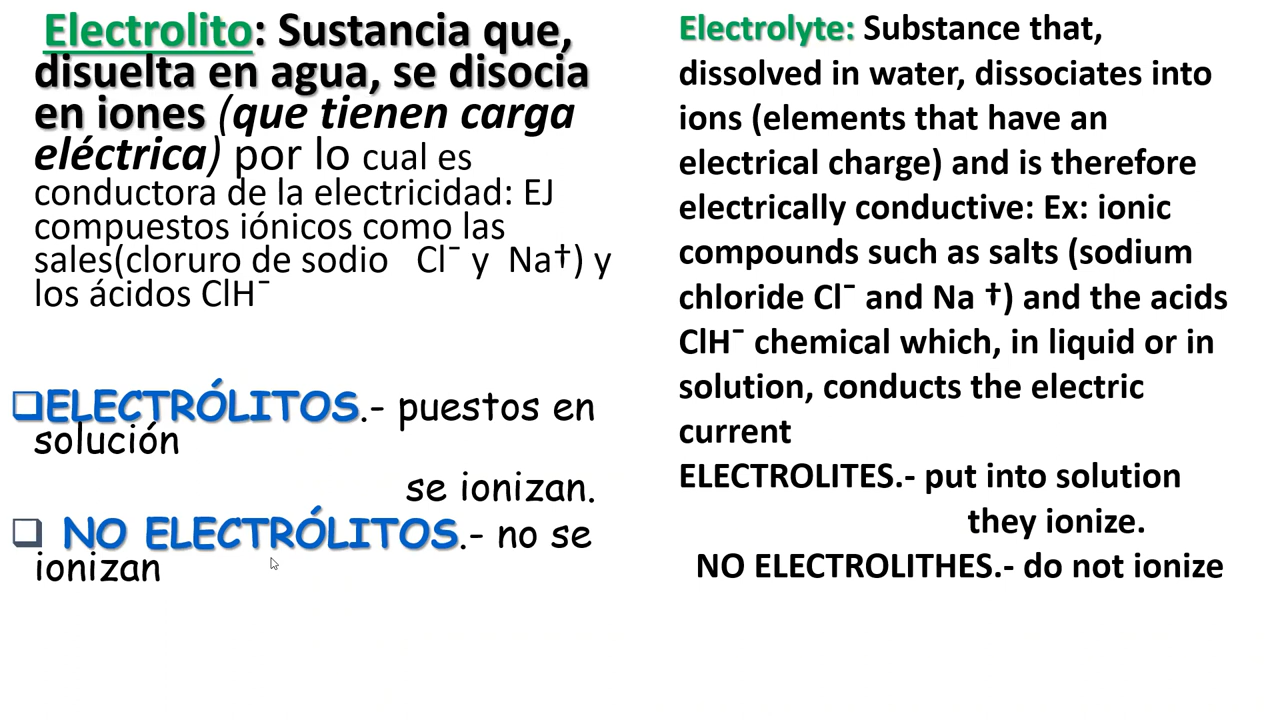 Electrolito: Sustancia que,
disuelta en agua, se disocia
en iones (que tienen carga
eléctrica) por lo cual es
conductora de la electricidad: EJ
compuestos iónicos como las
sales(cloruro de sodio Cl¯ y Na†) y
los ácidos ClH¯
❑ELECTRÓLITOS.- puestos en
solución
se ionizan.
❑ NO ELECTRÓLITOS.- no se
ionizan
Electrolyte: Substance that,
dissolved in water, dissociates into
ions (elements that have an
electrical charge) and is therefore
electrically conductive: Ex: ionic
compounds such as salts (sodium
chloride Cl¯ and Na †) and the acids
ClH¯ chemical which, in liquid or in
solution, conducts the electric
current
ELECTROLITES.- put into solution
they ionize.
NO ELECTROLITHES.- do not ionize